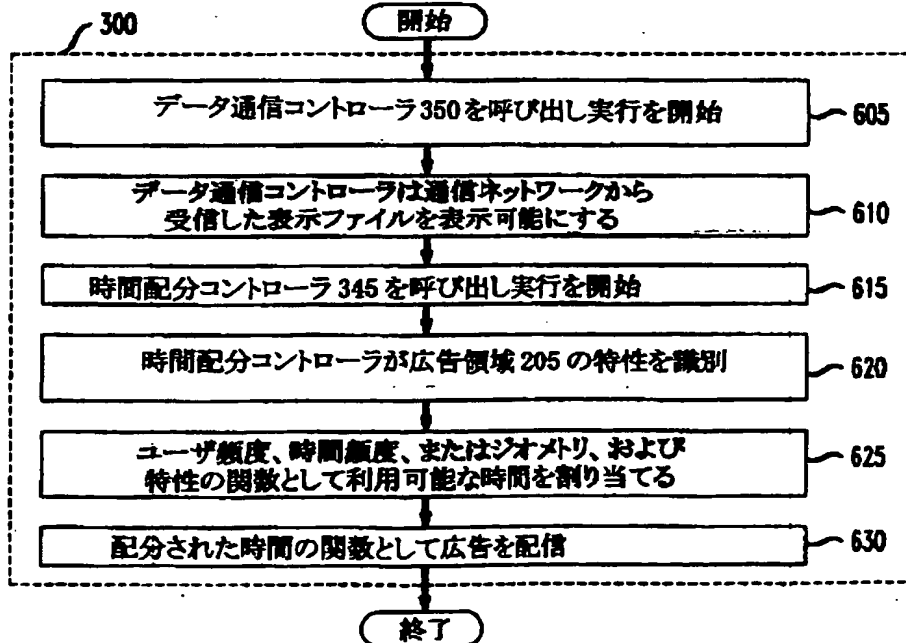 300
開始
データ通信コントローラ350を呼び出し実行を開始
605
データ通信コントローラは通信ネットワークから
受信した表示ファイルを表示可能にする
610
時間配分コントローラ345を呼び出し実行を開始
615
時間配分コントローラが広告領域205の特性を識別
620
ユーザ頻度、時間頻度、またはジオメトリ、および
特性の関数として利用可能な時間を割り当てる
625
配分された時間の関数として広告を配信
630
終了